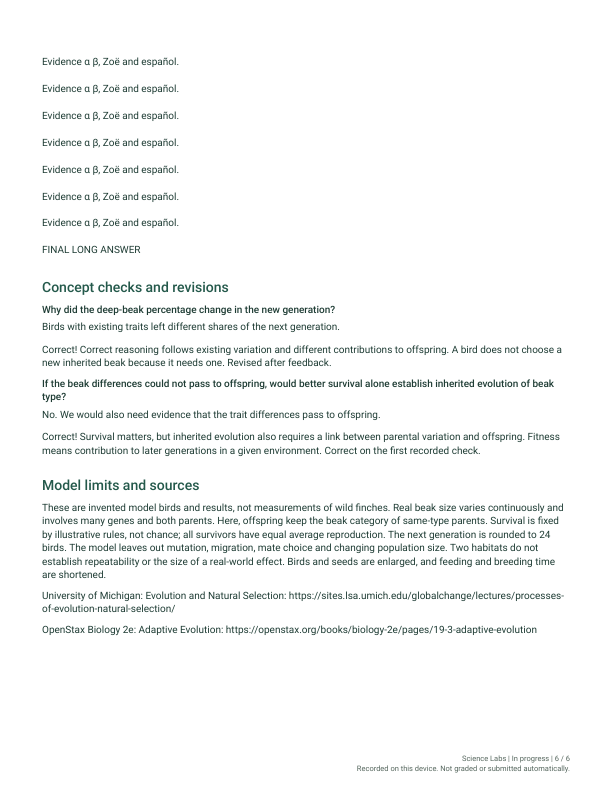 Evidence α β, Zoë and español.
Evidence α β, Zoë and español.
Evidence α β, Zoë and español.
Evidence α β, Zoë and español.
Evidence α β, Zoë and español.
Evidence α β, Zoë and español.
Evidence α β, Zoë and español.
FINAL LONG ANSWER
Concept checks and revisions
Why did the deep-beak percentage change in the new generation?
Birds with existing traits left different shares of the next generation.
Correct! Correct reasoning follows existing variation and different contributions to offspring. A bird does not choose a
new inherited beak because it needs one. Revised after feedback.
If the beak differences could not pass to offspring, would better survival alone establish inherited evolution of beak
type?
No. We would also need evidence that the trait differences pass to offspring.
Correct! Survival matters, but inherited evolution also requires a link between parental variation and offspring. Fitness
means contribution to later generations in a given environment. Correct on the first recorded check.
Model limits and sources
These are invented model birds and results, not measurements of wild finches. Real beak size varies continuously and
involves many genes and both parents. Here, offspring keep the beak category of same-type parents. Survival is fixed
by illustrative rules, not chance; all survivors have equal average reproduction. The next generation is rounded to 24
birds. The model leaves out mutation, migration, mate choice and changing population size. Two habitats do not
establish repeatability or the size of a real-world effect. Birds and seeds are enlarged, and feeding and breeding time
are shortened.
University of Michigan: Evolution and Natural Selection: https://sites.lsa.umich.edu/globalchange/lectures/processes-
of-evolution-natural-selection/
OpenStax Biology 2e: Adaptive Evolution: https://openstax.org/books/biology-2e/pages/19-3-adaptive-evolution
Science Labs | In progress | 6 / 6
Recorded on this device. Not graded or submitted automatically.